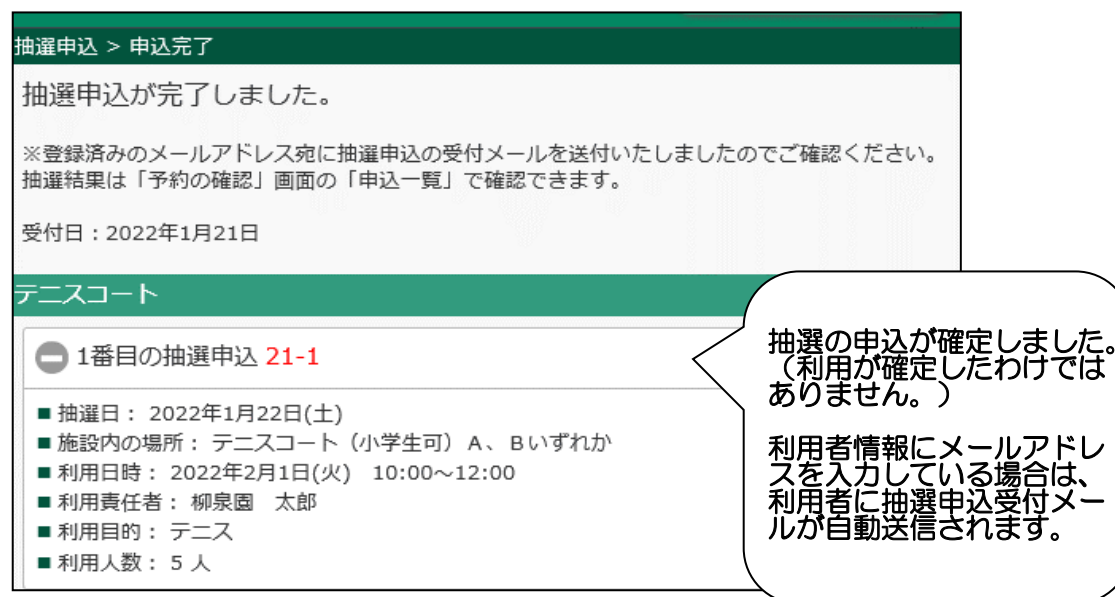 抽選申込 > 申込完了
抽選申込が完了しました。
※登録済みのメールアドレス宛に抽選申込の受付メールを送付いたしましたのでご確認ください。
抽選結果は「予約の確認」画面の「申込一覧」で確認できます。
受付日：2022年1月21日
テニスコート
1番目の抽選申込 21-1
■ 抽選日： 2022年1月22日(土)
■ 施設内の場所： テニスコート（小学生可）Ａ、Ｂいずれか
■ 利用日時： 2022年2月1日(火)　10:00～12:00
■ 利用責任者： 柳泉園　太郎
■ 利用目的： テニス
■ 利用人数： 5 人
抽選の申込が確定しました。
（利用が確定したわけでは
ありません。）
利用者情報にメールアドレ
スを入力している場合は、
利用者に抽選申込受付メー
ルが自動送信されます。